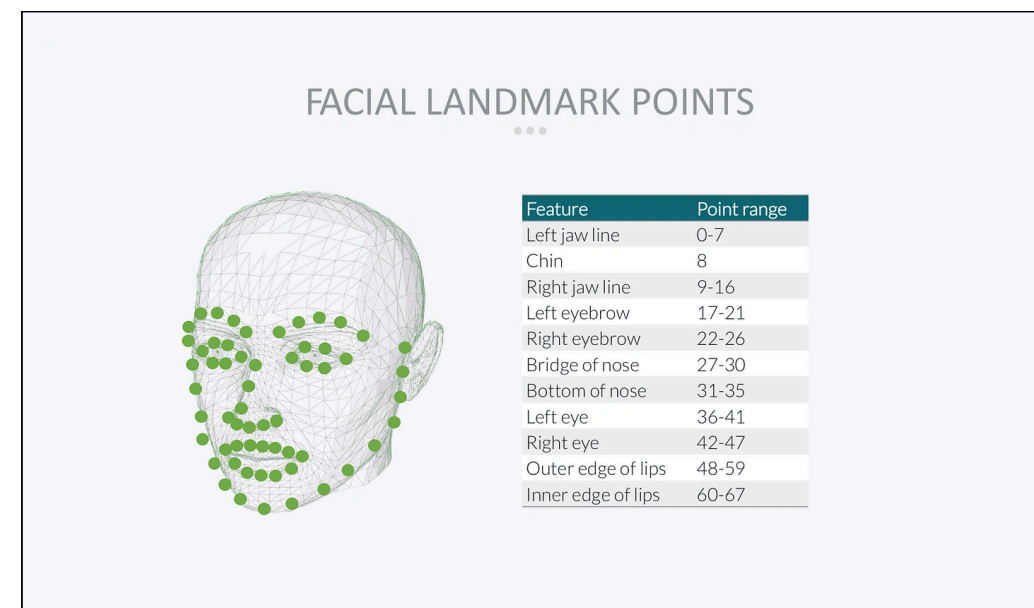 FACIAL LANDMARK POINTS
Feature Point range
Left jaw line 0-7
Chin 8
Right jaw line 9-16
Left eyebrow 17-21
Right eyebrow 22-26
Bridge of nose 27-30
Bottom of nose 31-35
Left eye 36-41
Right eye 42-47
Outer edge of lips 48-59
Inner edge of lips 60-67